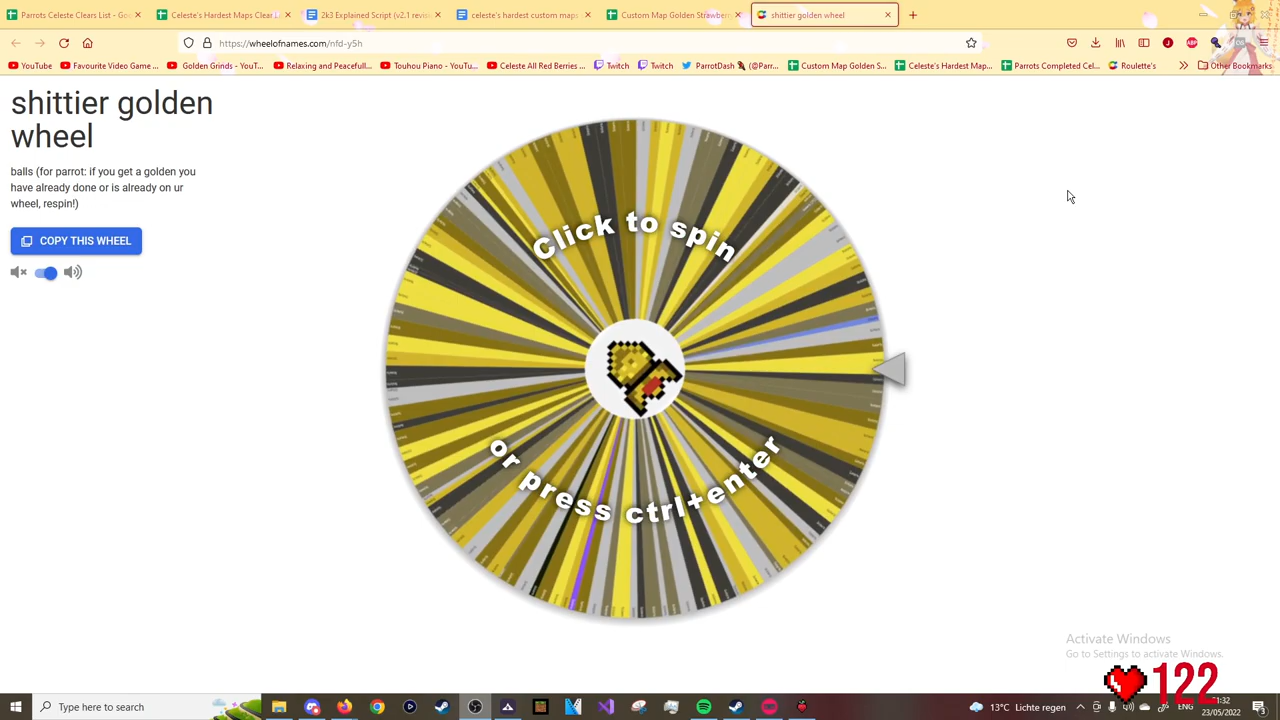 Parrots Celeste Clears List - Go
Celeste's Hardest Maps Clear L
2k3 Explained Script (v2.1 revis
celeste's hardest custom maps
Custom Map Golden Strawberry
shittier golden wheel
https://wheelofnames.com/nfd-y5h
YouTube
Favourite Video Game ...
Golden Grinds - YouT...
Relaxing and Peacefull...
Touhou Piano - YouTu...
Celeste All Red Berries ...
Twitch
Twitch
ParrotDash 🦜 (@Parr...
Custom Map Golden S...
Celeste's Hardest Map...
Parrots Completed Cel...
Roulette's
Other Bookmarks
shittier golden
wheel
balls (for parrot: if you get a golden you
have already done or is already on ur
wheel, respin!)
COPY THIS WHEEL
Click to spin
or press ctrl+enter
Activate Windows
Go to Settings to activate Windows.
122
Type here to search
13°C Lichte regen
ENG
23/05/2022